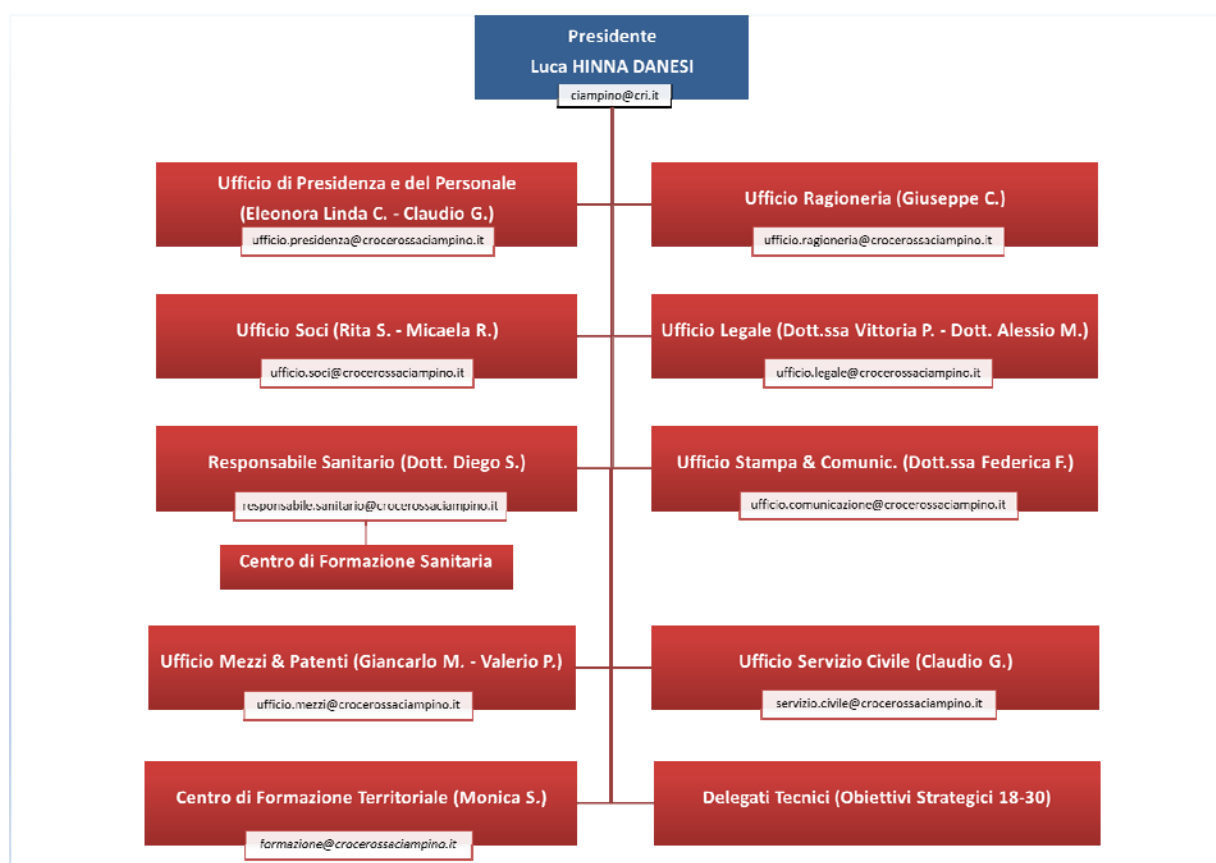 Presidente
Luca HINNA DANESI
ciampino@cri.it
Ufficio di Presidenza e del Personale
(Eleonora Linda C. - Claudio G.)
ufficio.presidenza@crocerossaciampino.it
Ufficio Ragioneria (Giuseppe C.)
ufficio.ragioneria@crocerossaciampino.it
Ufficio Soci (Rita S. - Micaela R.)
ufficio.soci@crocerossaciampino.it
Ufficio Legale (Dott.ssa Vittoria P. - Dott. Alessio M.)
ufficio.legale@crocerossaciampino.it
Responsabile Sanitario (Dott. Diego S.)
responsabile.sanitario@crocerossaciampino.it
Centro di Formazione Sanitaria
Ufficio Stampa & Comunic. (Dott.ssa Federica F.)
ufficio.comunicazione@crocerossaciampino.it
Ufficio Mezzi & Patenti (Giancarlo M. - Valerio P.)
ufficio.mezzi@crocerossaciampino.it
Ufficio Servizio Civile (Claudio G.)
servizio.civile@crocerossaciampino.it
Centro di Formazione Territoriale (Monica S.)
formazione@crocerossaciampino.it
Delegati Tecnici (Obiettivi Strategici 18-30)